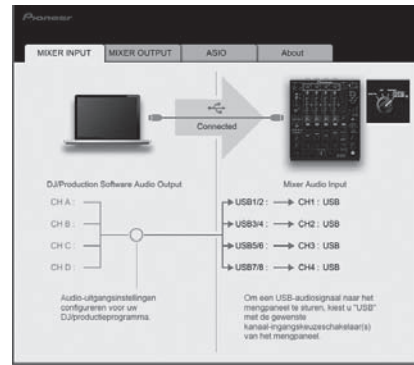 Pioneer
MIXER INPUT MIXER OUTPUT ASIO About
Connected
DJ/Production Software Audio Output Mixer Audio Input
CH A : USB1/2 : CH1 : USB
CH B : USB3/4 : CH2 : USB
CH C : USB5/6 : CH3 : USB
CH D : USB7/8 : CH4 : USB
Audio-uitgangsinstellingen
configureren voor uw
DJ/productieprogramma.
Om een USB-audiosignaal naar het
mengpaneel te sturen, kiest u "USB"
met de gewenste
kanaal-ingangskeuzeschakelaar(s)
van het mengpaneel.